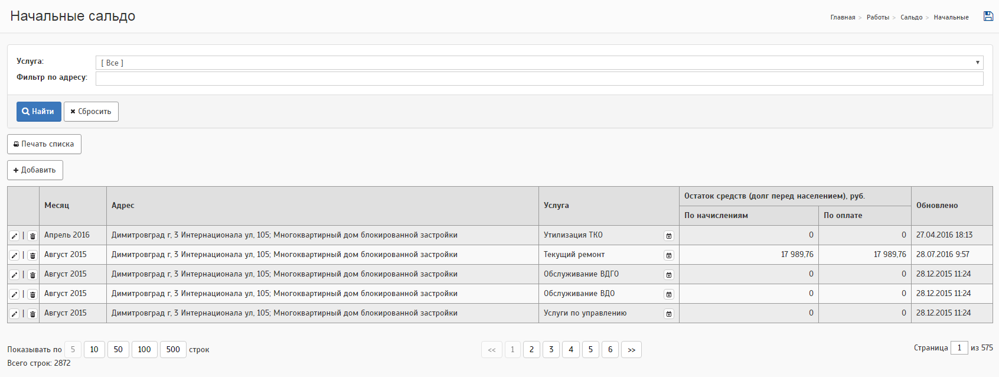 Начальные сальдо
Главная > Работы > Сальдо > Начальные
Услуга: [ Все ]
Фильтр по адресу:
Найти Сбросить
Печать списка
Добавить
Месяц Адрес Услуга Остаток средств (долг перед населением), руб. Обновлено
По начислениям По оплате
| Апрель 2016 Димитровград г, 3 Интернационала ул, 105; Многоквартирный дом блокированной застройки Утилизация ТКО 0 0 27.04.2016 18:13
| Август 2015 Димитровград г, 3 Интернационала ул, 105; Многоквартирный дом блокированной застройки Текущий ремонт 17 989,76 17 989,76 28.07.2016 9:57
| Август 2015 Димитровград г, 3 Интернационала ул, 105; Многоквартирный дом блокированной застройки Обслуживание ВДГО 0 0 28.12.2015 11:24
| Август 2015 Димитровград г, 3 Интернационала ул, 105; Многоквартирный дом блокированной застройки Обслуживание ВДО 0 0 28.12.2015 11:24
| Август 2015 Димитровград г, 3 Интернационала ул, 105; Многоквартирный дом блокированной застройки Услуги по управлению 0 0 28.12.2015 11:24
Показывать по 5 10 50 100 500 строк << 1 2 3 4 5 6 >> Страница 1 из 575
Всего строк: 2872